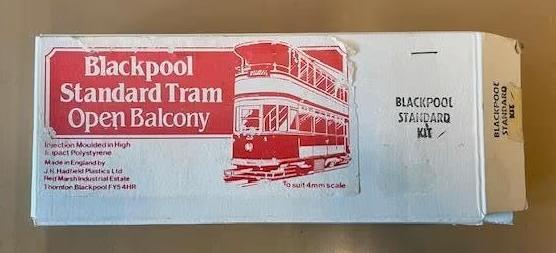 Blackpool
Standard Tram
Open Balcony
Injection Moulded in High
Impact Polystyrene
Made in England by
J.H. Hadfield Plastics Ltd
Red Marsh Industrial Estate
Thornton. Blackpool FY5 4HR
To suit 4mm scale
BLACKPOOL
STANDARD
KIT
BLACKPOOL
STANDARD
KIT